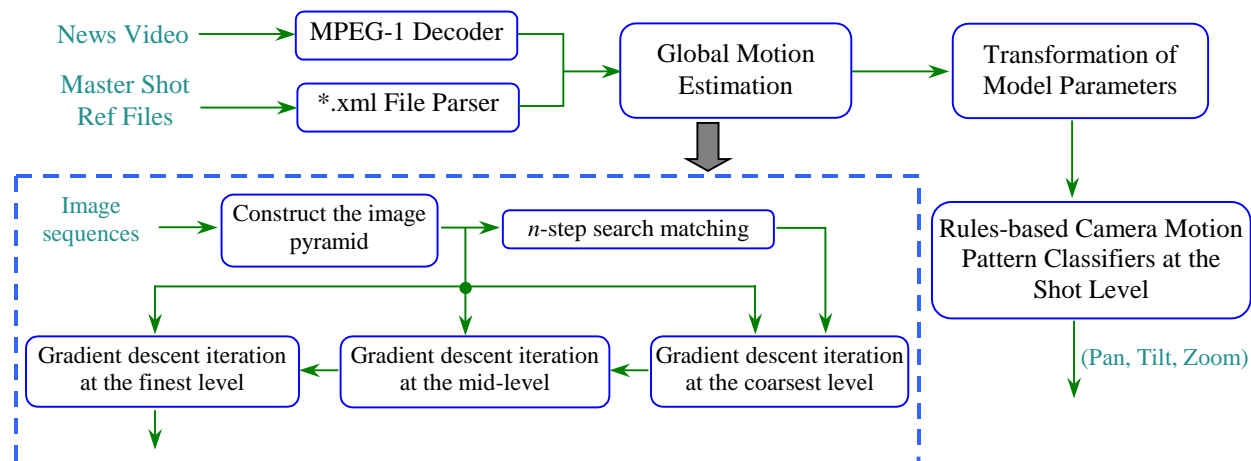 News Video
MPEG-1 Decoder
Master Shot
Ref Files
*.xml File Parser
Global Motion
Estimation
Transformation of
Model Parameters
Image
sequences
Construct the image
pyramid
n-step search matching
Rules-based Camera Motion
Pattern Classifiers at the
Shot Level
Gradient descent iteration
at the finest level
Gradient descent iteration
at the mid-level
Gradient descent iteration
at the coarsest level
(Pan, Tilt, Zoom)